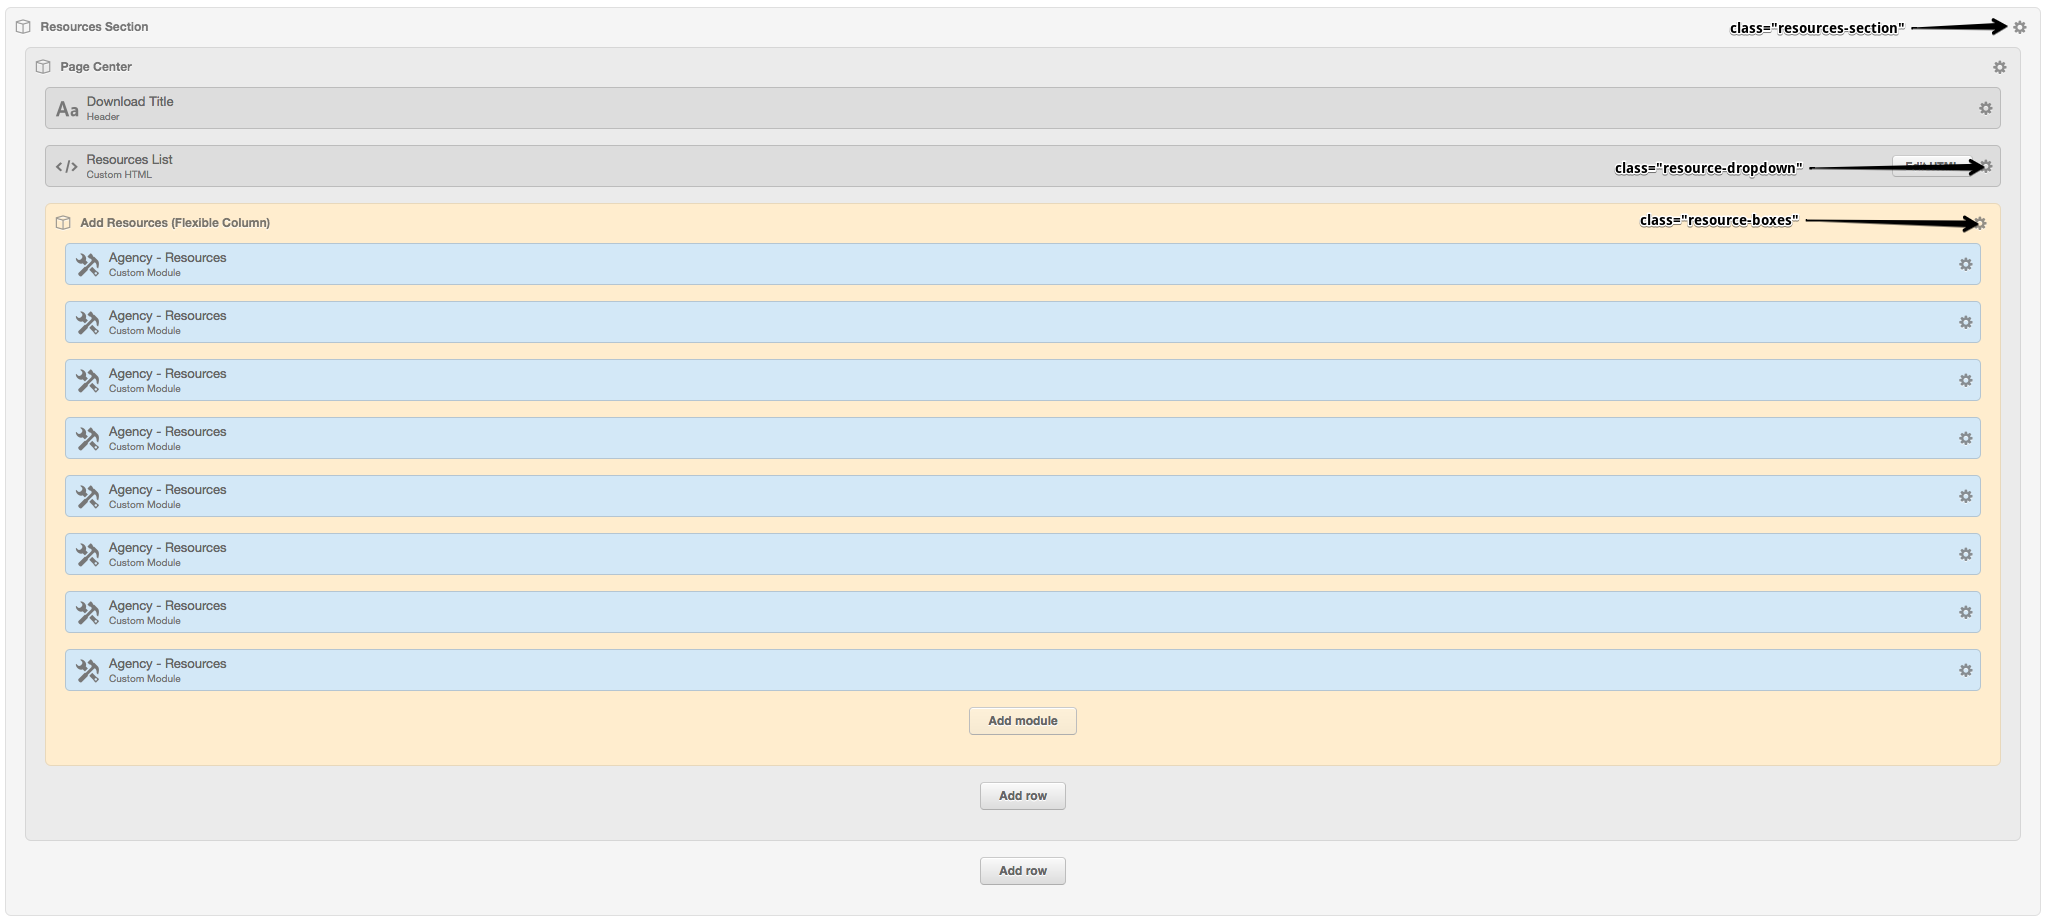 Resources Section
class="resources-section"
Page Center
Aa
Download Title
Header
</>
Resources List
Custom HTML
class="resource-dropdown"
Edit HTML
Add Resources (Flexible Column)
class="resource-boxes"
Agency - Resources
Custom Module
Agency - Resources
Custom Module
Agency - Resources
Custom Module
Agency - Resources
Custom Module
Agency - Resources
Custom Module
Agency - Resources
Custom Module
Agency - Resources
Custom Module
Agency - Resources
Custom Module
Add module
Add row
Add row